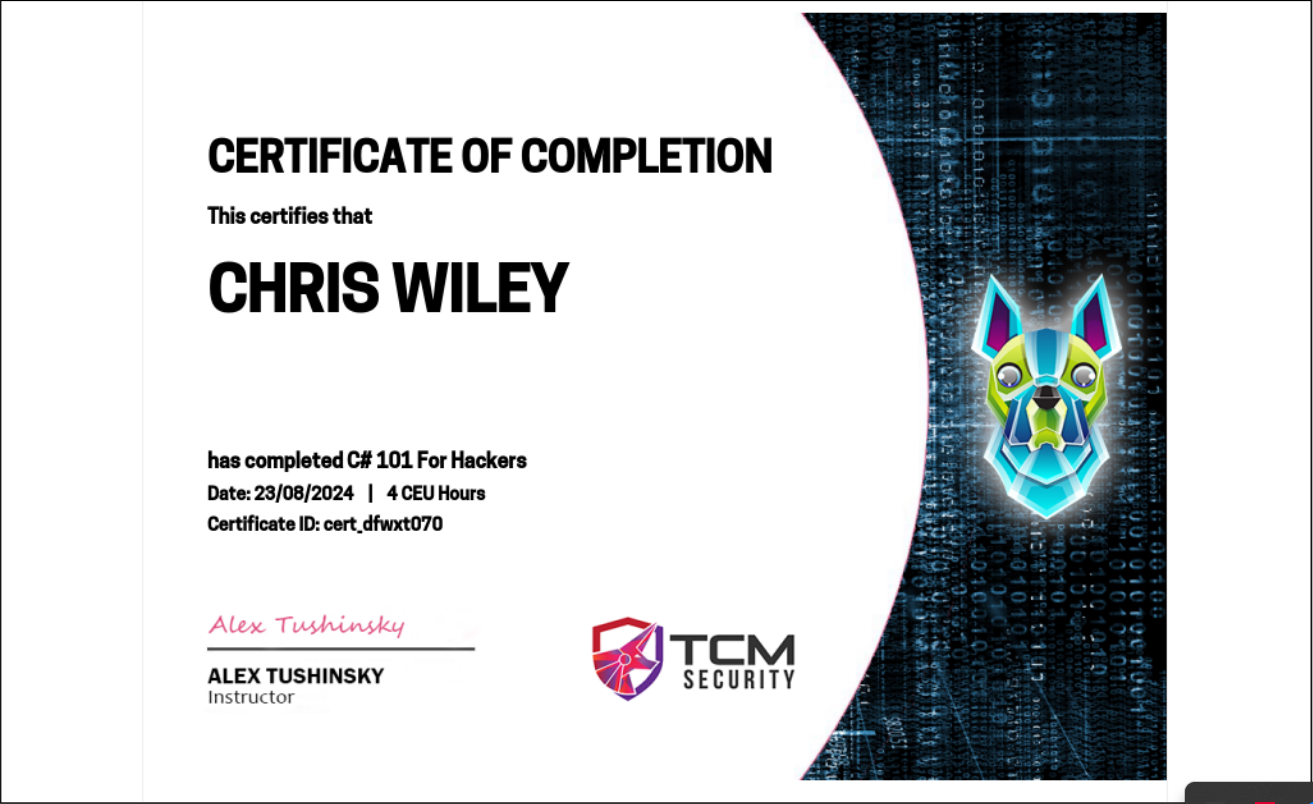 CERTIFICATE OF COMPLETION
This certifies that
CHRIS WILEY
has completed C# 101 For Hackers
Date: 23/08/2024 | 4 CEU Hours
Certificate ID: cert_dfwxt070
Alex Tushinsky
ALEX TUSHINSKY
Instructor
TCM
SECURITY